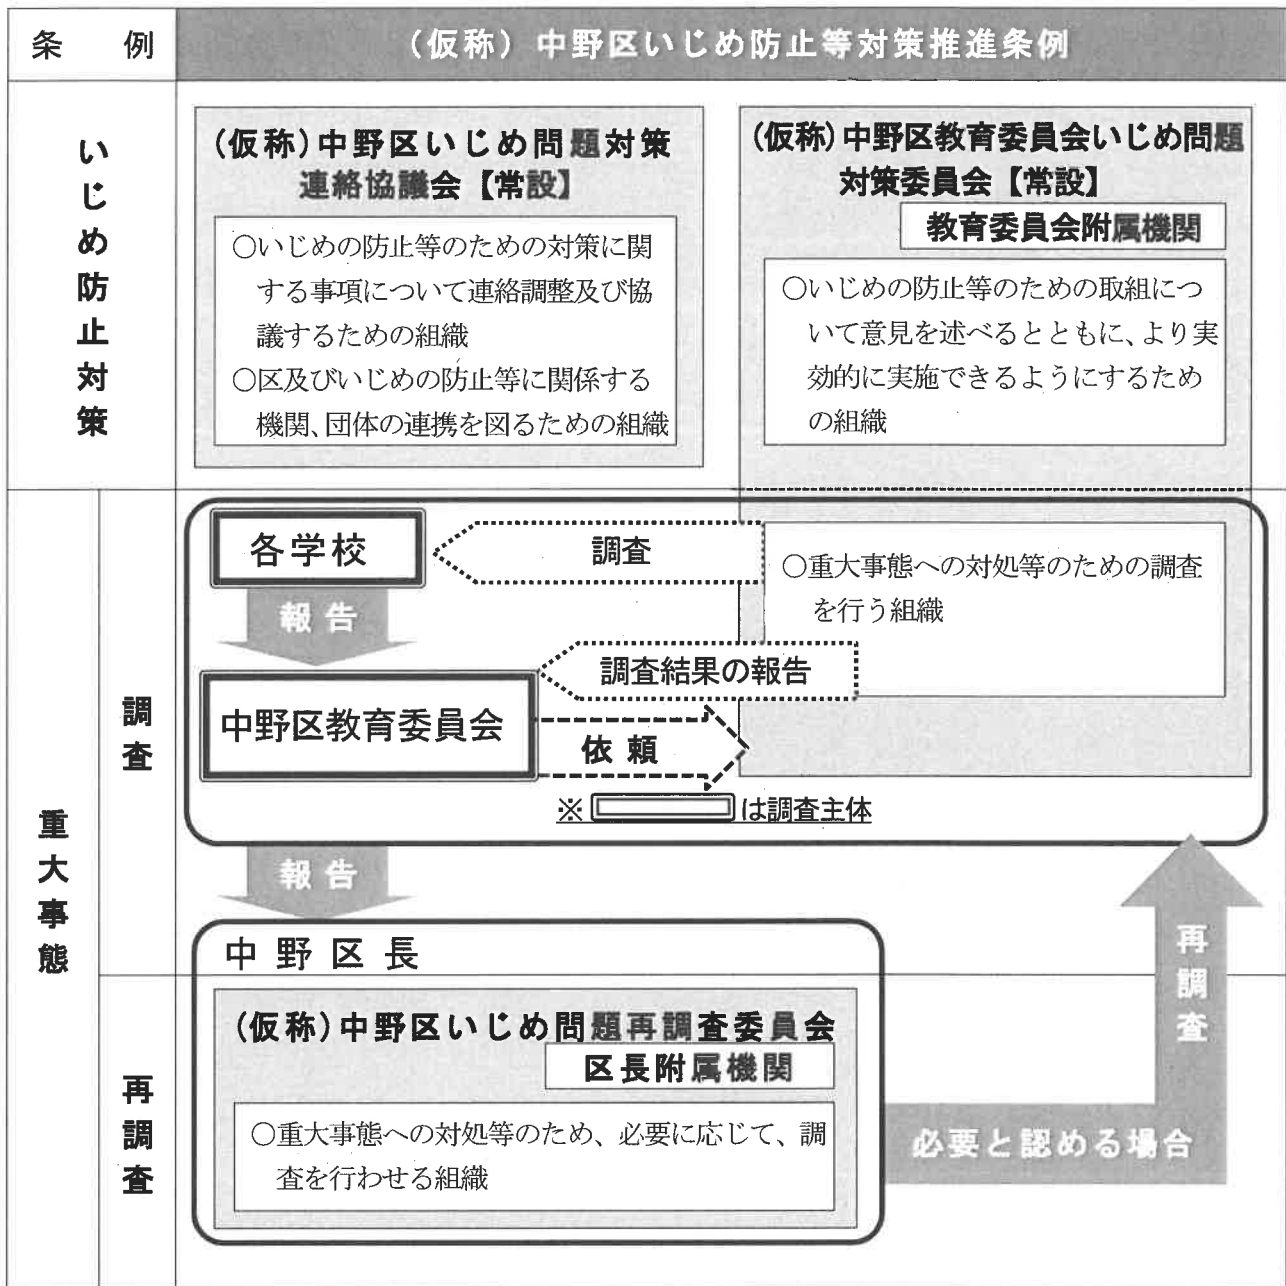 条 例
(仮称) 中野区いじめ防止等対策推進条例
いじめ防止対策
(仮称)中野区いじめ問題対策
連絡協議会【常設】
○いじめの防止等のための対策に関
する事項について連絡調整及び協
議するための組織
○区及びいじめの防止等に関係する
機関、団体の連携を図るための組織
(仮称)中野区教育委員会いじめ問題
対策委員会【常設】
教育委員会附属機関
○いじめの防止等のための取組につ
いて意見を述べるとともに、より実
効的に実施できるようにするため
の組織
重大事態
調査
各学校
調査
○重大事態への対処等のための調査
を行う組織
報告
調査結果の報告
中野区教育委員会
依頼
※ は調査主体
報告
中野区長
再調査
再調査
(仮称)中野区いじめ問題再調査委員会
区長附属機関
○重大事態への対処等のため、必要に応じて、調
査を行わせる組織
必要と認める場合